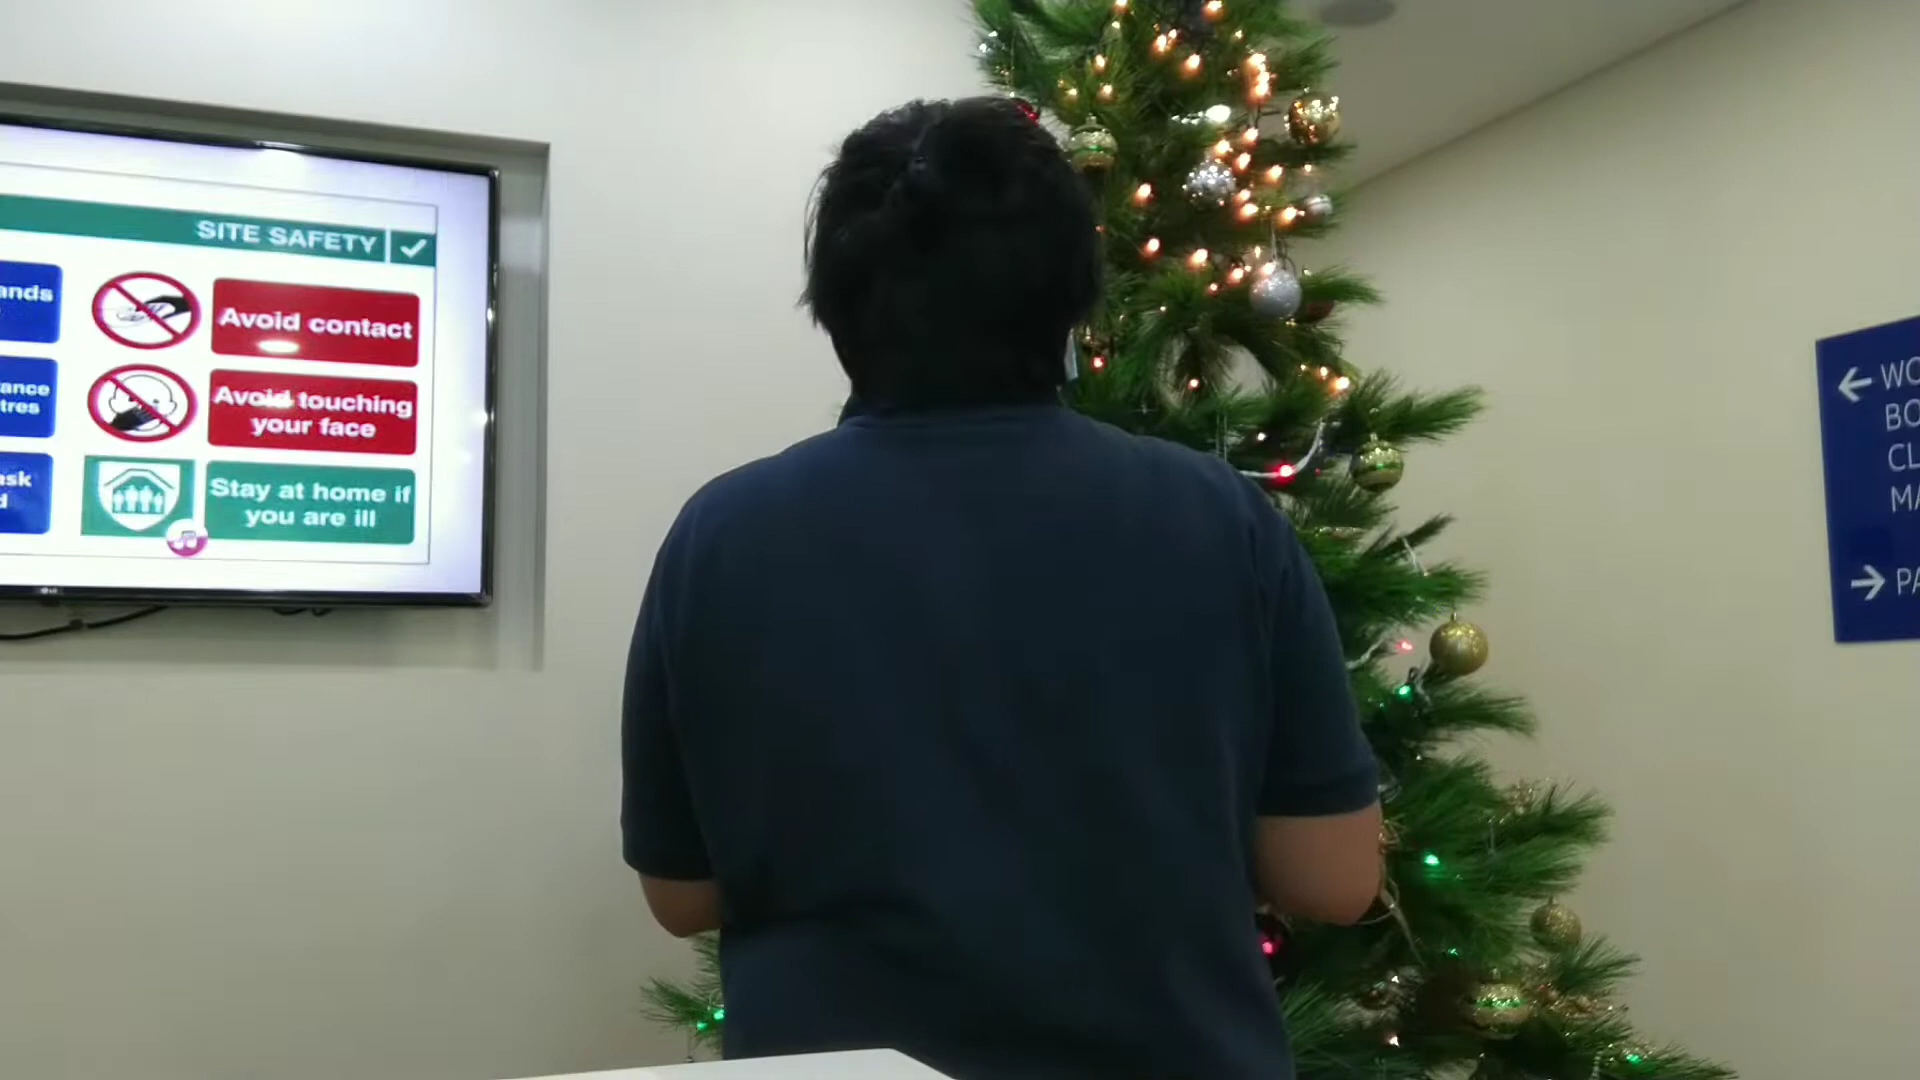 SITE SAFETY
ands
Avoid contact
ance
tres
Avoid touching
your face
ask
d
Stay at home if
you are ill
LG
WO
BO
CL
MA
PA